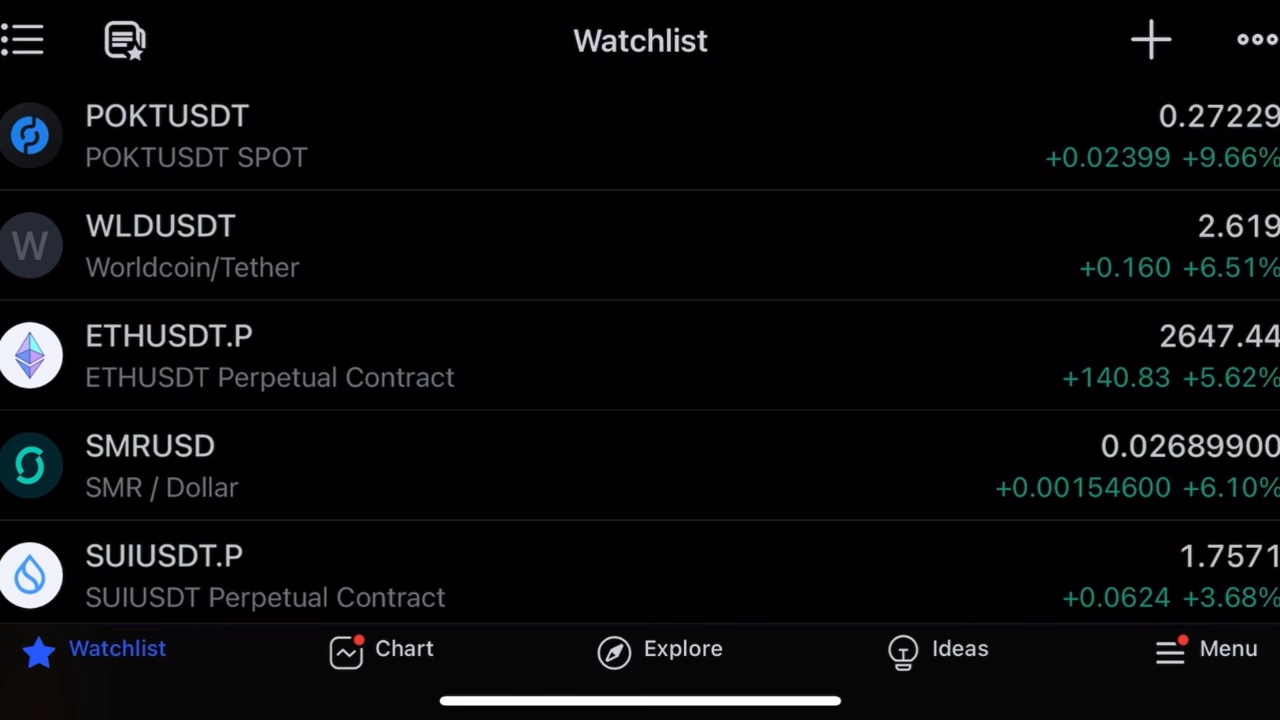 Watchlist
POKTUSDT 0.27229
POKTUSDT SPOT +0.02399 +9.66%
W WLDUSDT 2.619
Worldcoin/Tether +0.160 +6.51%
ETHUSDT.P 2647.44
ETHUSDT Perpetual Contract +140.83 +5.62%
SMRUSD 0.02689900
SMR / Dollar +0.00154600 +6.10%
SUIUSDT.P 1.7571
SUIUSDT Perpetual Contract +0.0624 +3.68%
Watchlist Chart Explore Ideas Menu